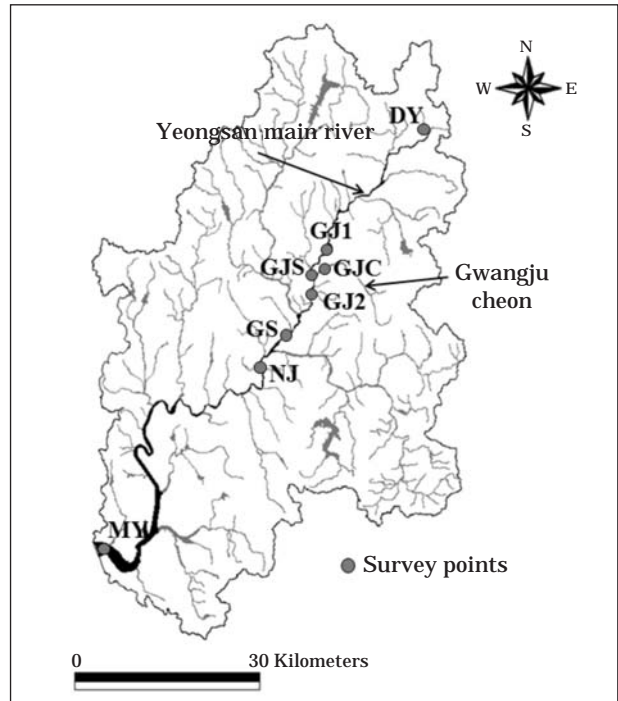 N
W E
S
DY
Yeongsan main river
GJ1
GJS GJC
Gwangju
cheon
GJ2
GS
NJ
MY
Survey points
0 30 Kilometers